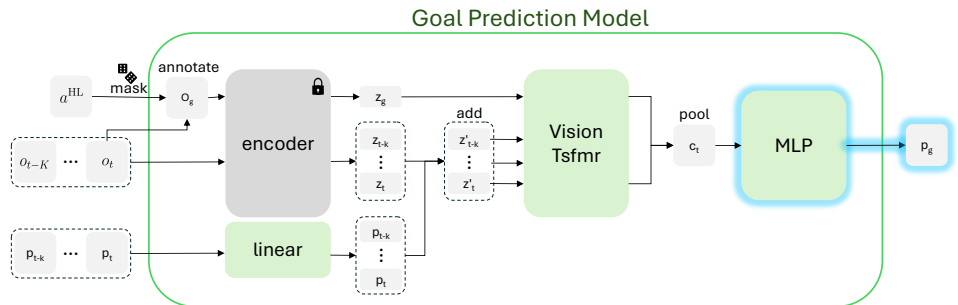 Goal Prediction Model
a^HL
mask
annotate
o_g
encoder
z_g
add
Vision
Tsfmr
pool
c_t
MLP
p_g
o_{t-K} ... o_t
z_{t-k}
⋮
z_t
z'_{t-k}
⋮
z'_t
p_{t-k} ... p_t
linear
p_{t-k}
⋮
p_t